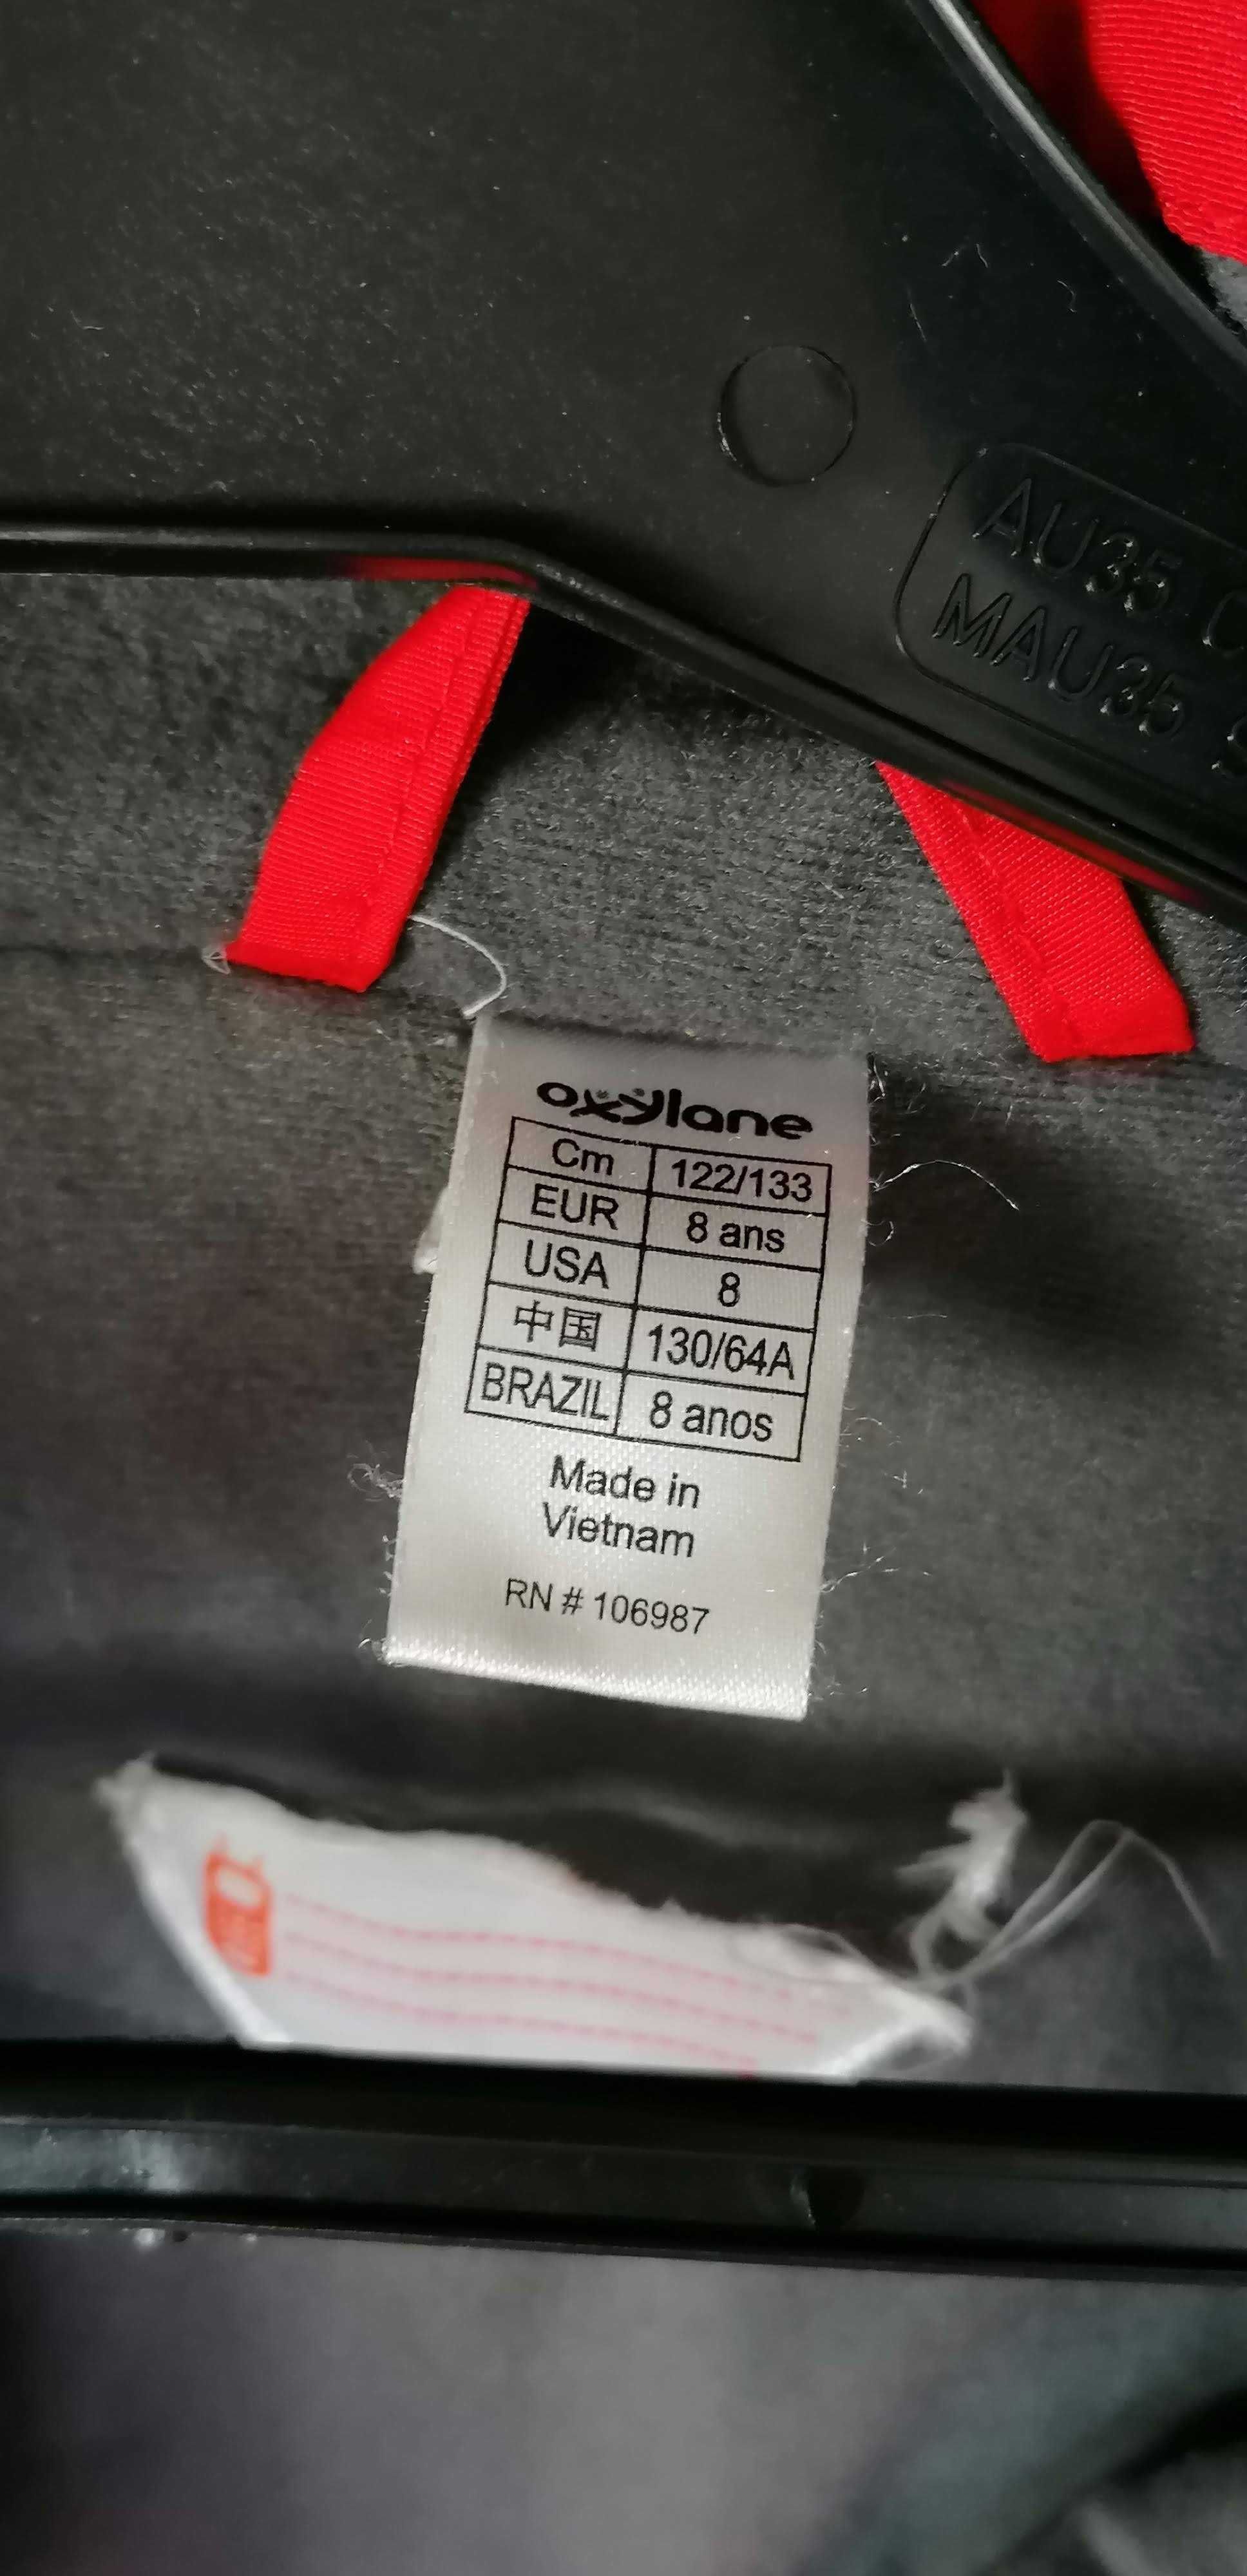 AU35
MAU35
oxylane
Cm 122/133
EUR 8 ans
USA 8
中国 130/64A
BRAZIL 8 anos
Made in
Vietnam
RN # 106987